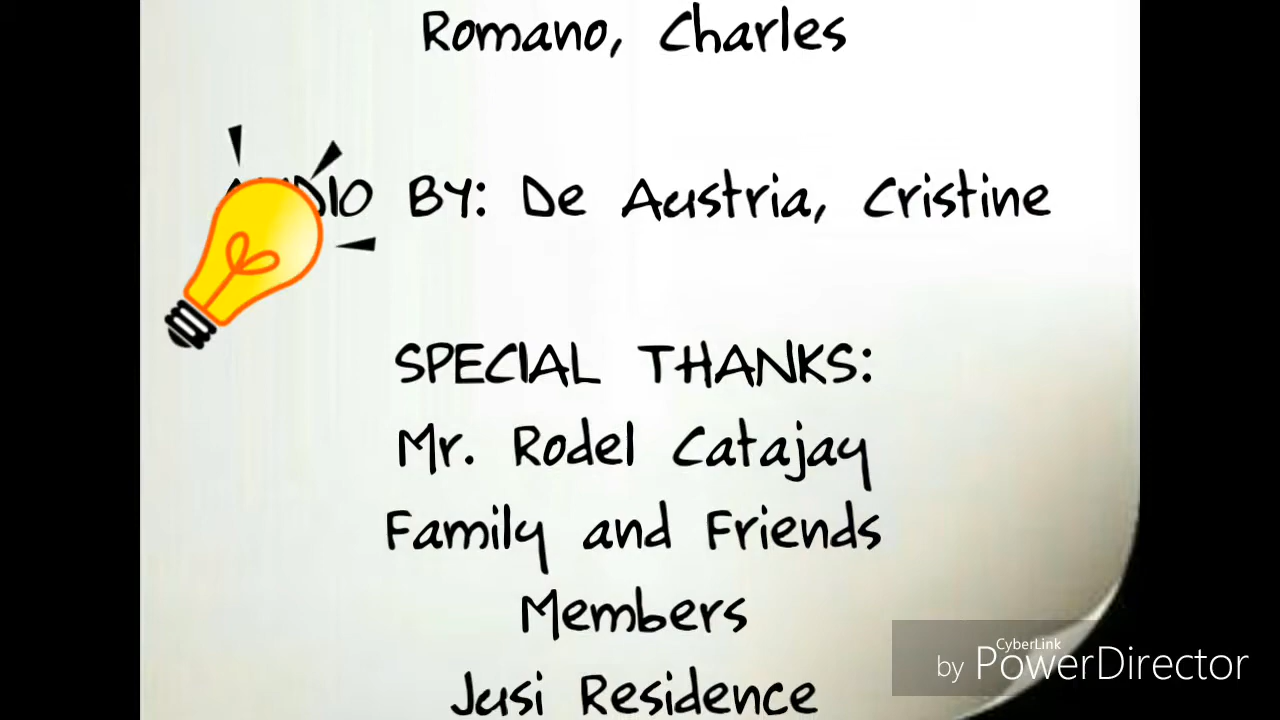 Romano, Charles
AUDIO BY: De Austria, Cristine
SPECIAL THANKS:
Mr. Rodel Catajay
Family and Friends
Members
Jusi Residence
CyberLink
by PowerDirector